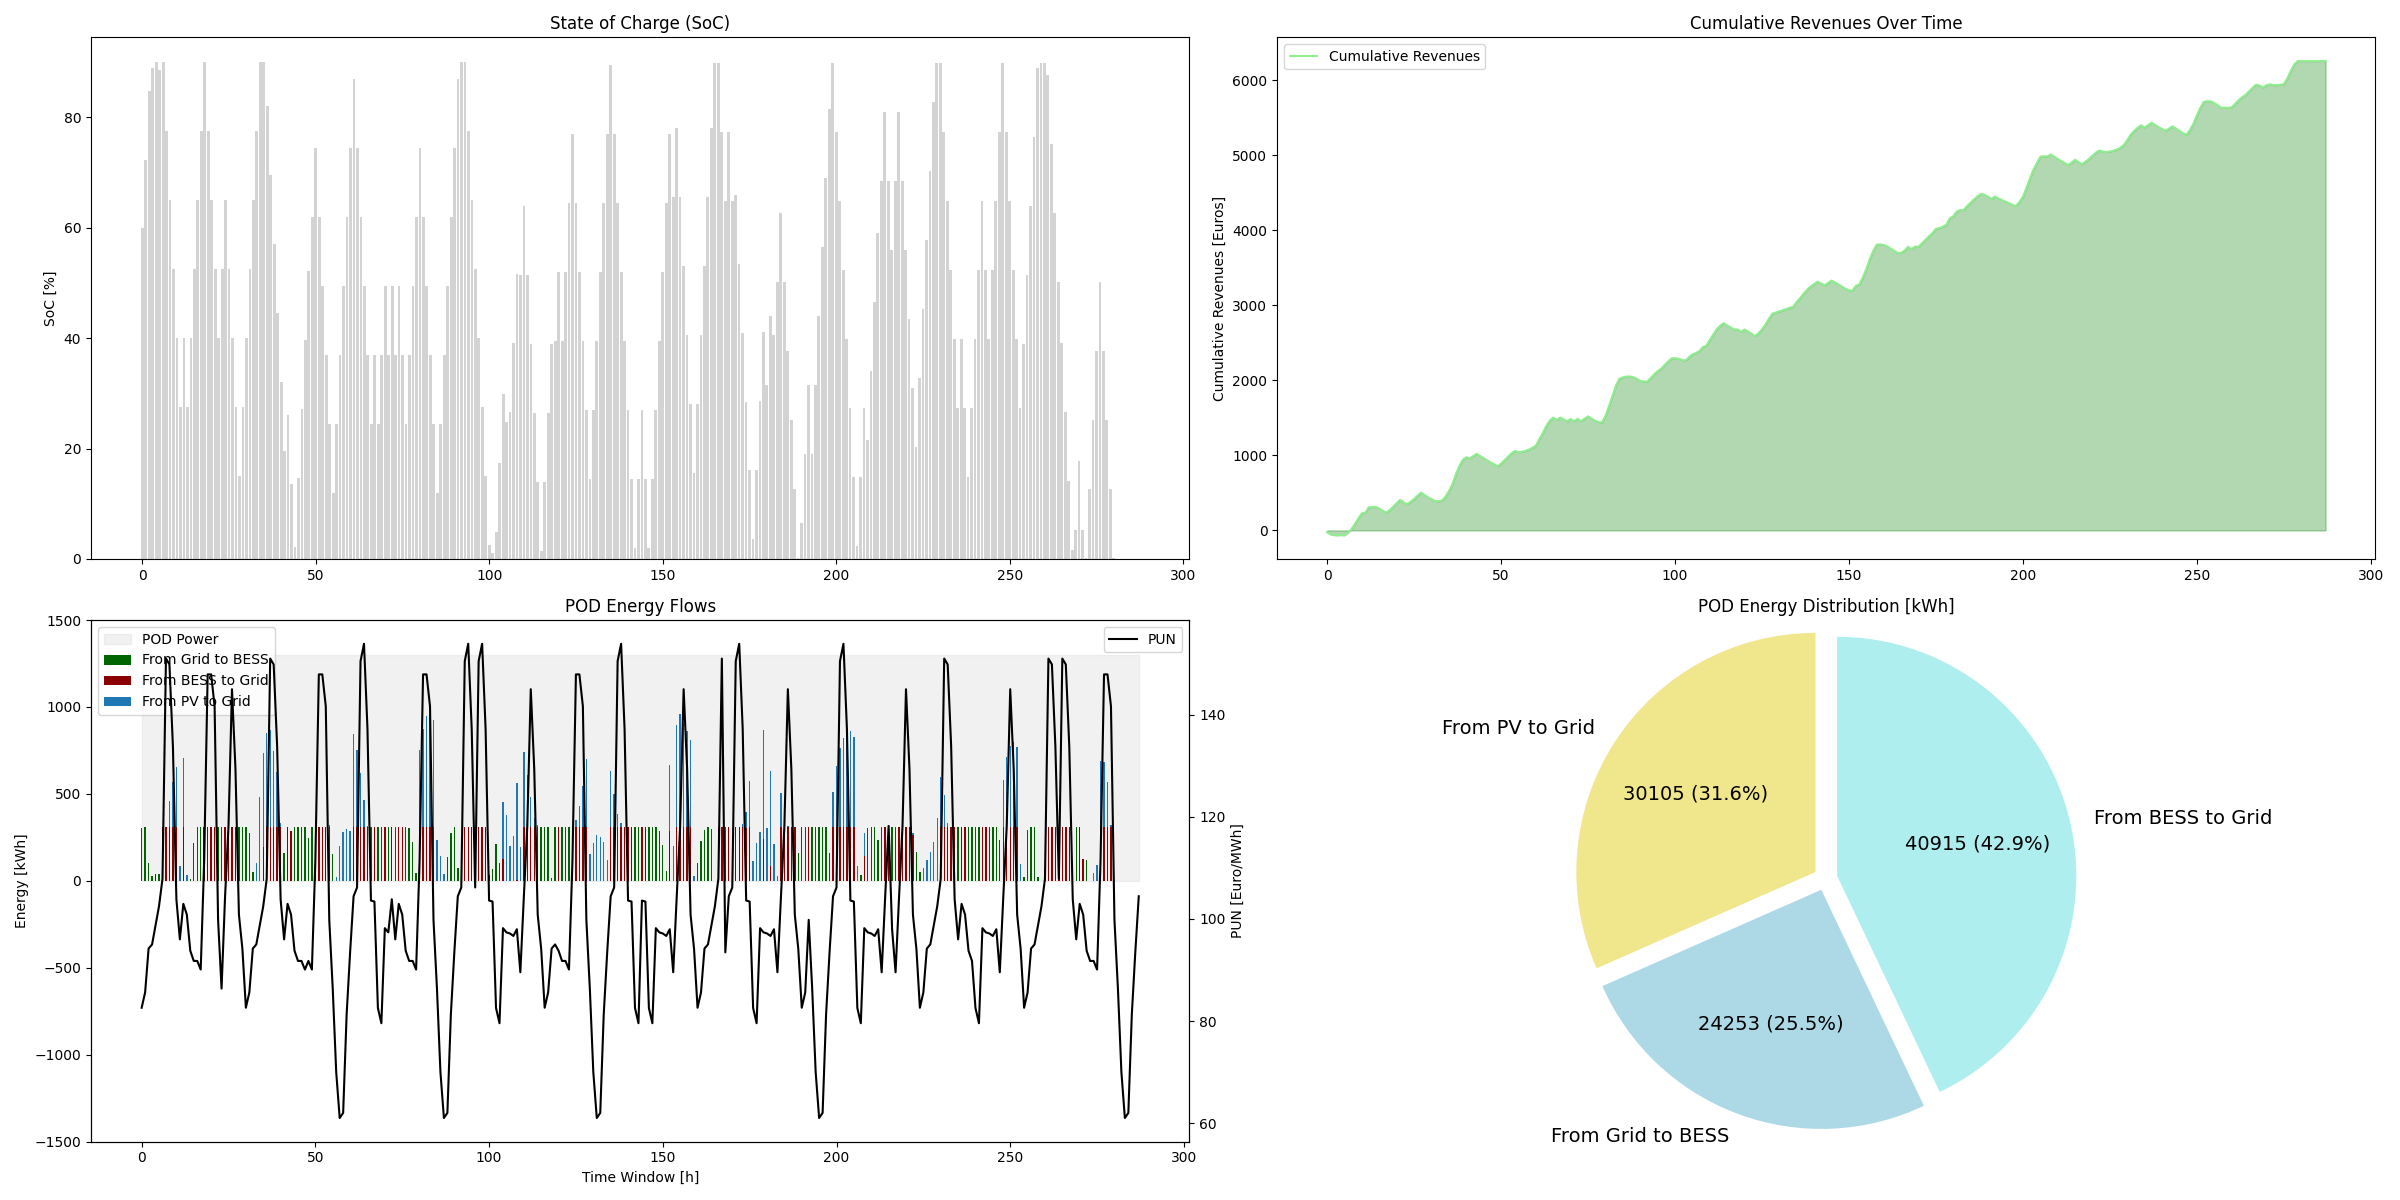 State of Charge (SoC)
SoC [%]
80
60
40
20
0
0 50 100 150 200 250 300
Cumulative Revenues Over Time
Cumulative Revenues
Cumulative Revenues [Euros]
6000
5000
4000
3000
2000
1000
0
0 50 100 150 200 250 300
POD Energy Flows
POD Power
From Grid to BESS
From BESS to Grid
From PV to Grid
PUN
Energy [kWh]
1500
1000
500
0
−500
−1000
−1500
140
120
100
80
60
PUN [Euro/MWh]
0 50 100 150 200 250 300
Time Window [h]
POD Energy Distribution [kWh]
From PV to Grid
30105 (31.6%)
From BESS to Grid
40915 (42.9%)
24253 (25.5%)
From Grid to BESS